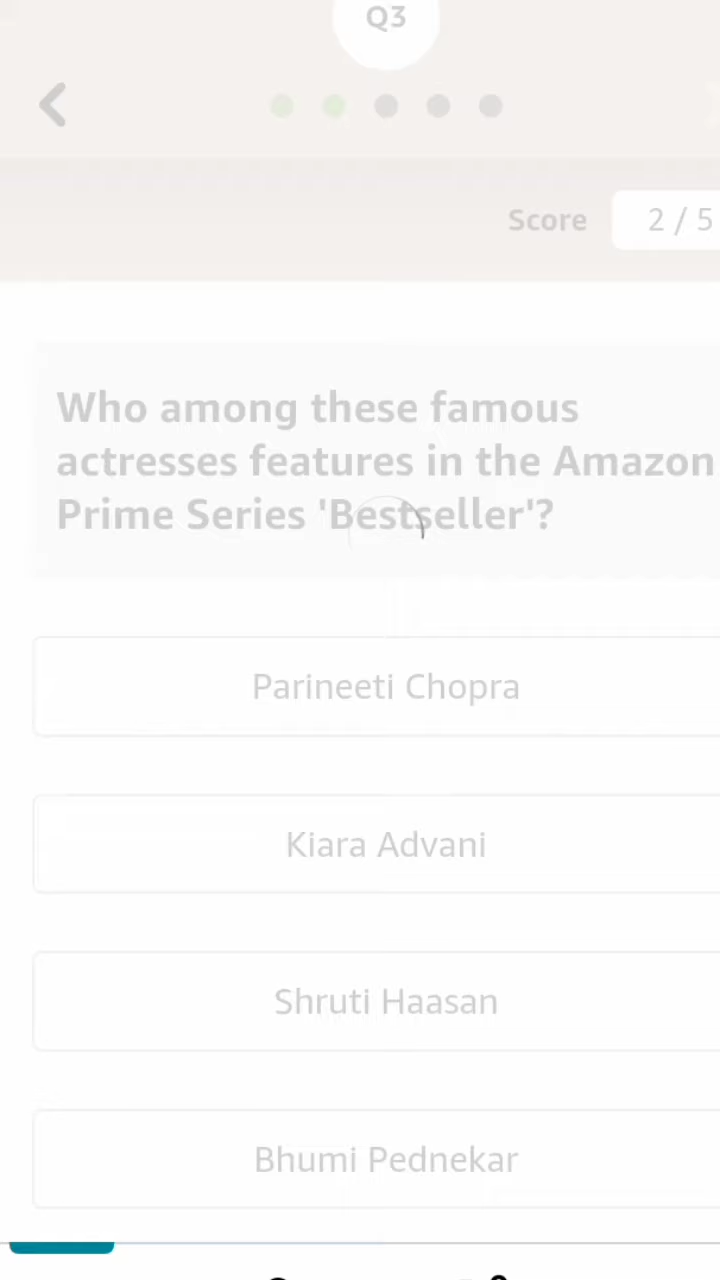 Q3
Score
2 / 5
Who among these famous
actresses features in the Amazon
Prime Series 'Bestseller'?
Parineeti Chopra
Kiara Advani
Shruti Haasan
Bhumi Pednekar